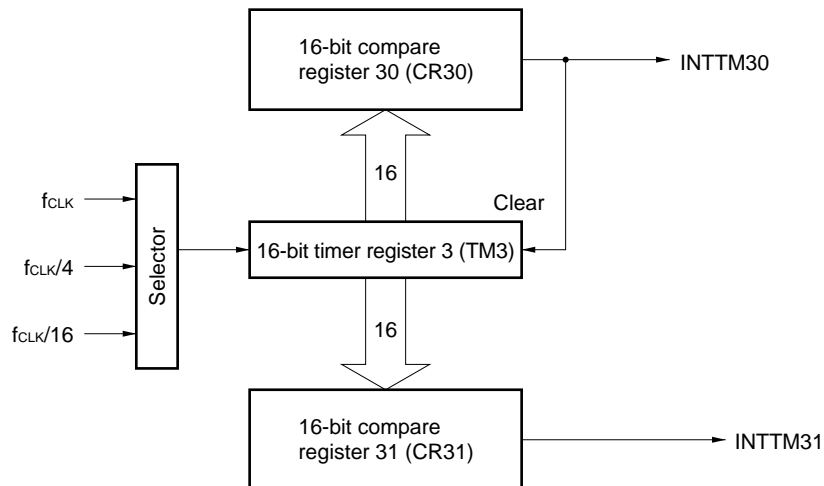 16-bit compare
register 30 (CR30)
INTTM30
16
Clear
fCLK
fCLK/4
fCLK/16
Selector
16-bit timer register 3 (TM3)
16
16-bit compare
register 31 (CR31)
INTTM31